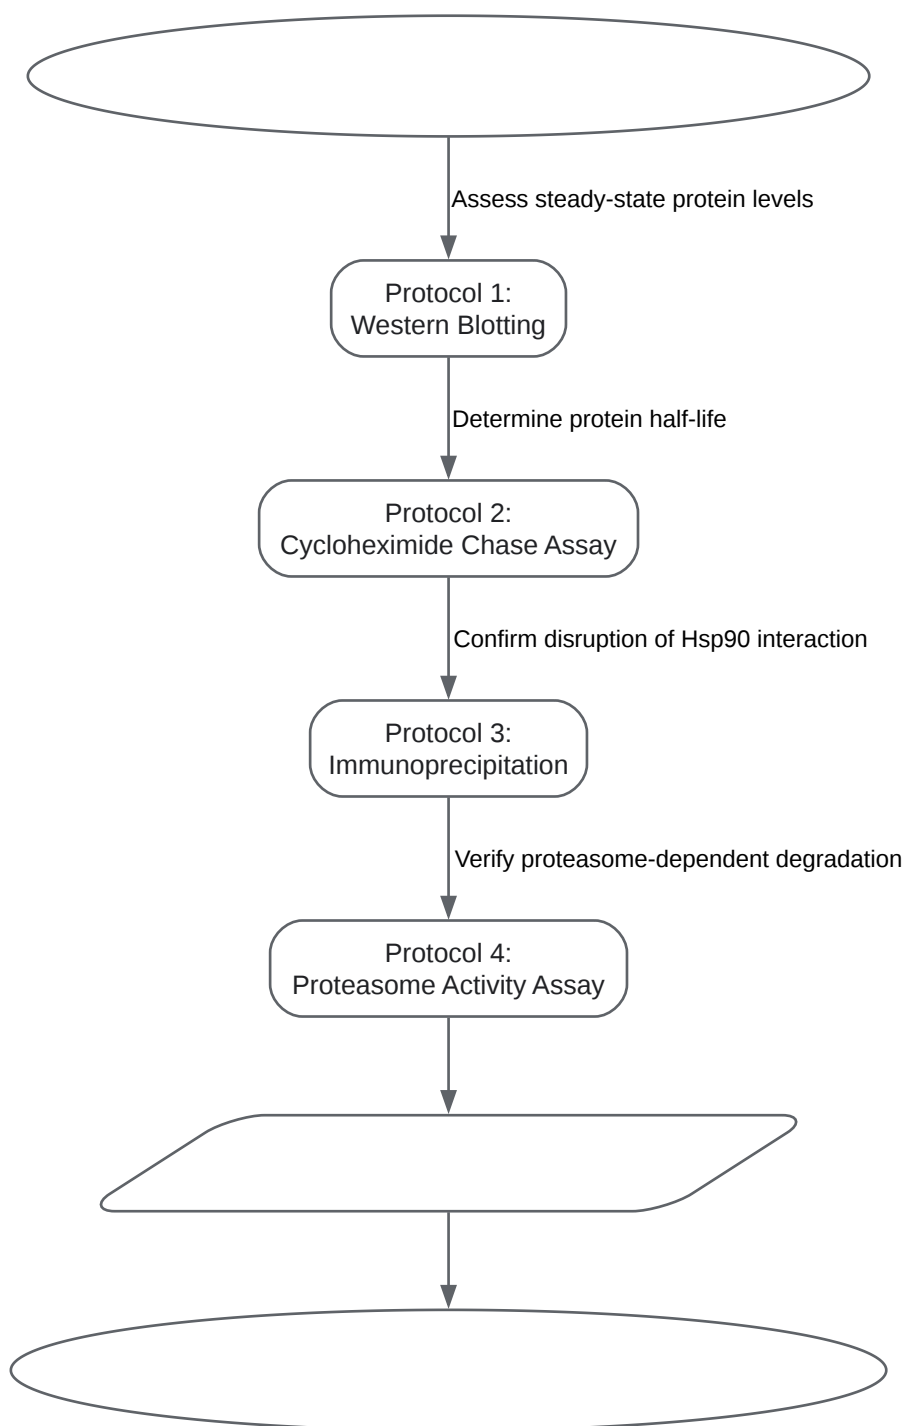 Assess steady-state protein levels
Protocol 1:
Western Blotting
Determine protein half-life
Protocol 2:
Cycloheximide Chase Assay
Confirm disruption of Hsp90 interaction
Protocol 3:
Immunoprecipitation
Verify proteasome-dependent degradation
Protocol 4:
Proteasome Activity Assay